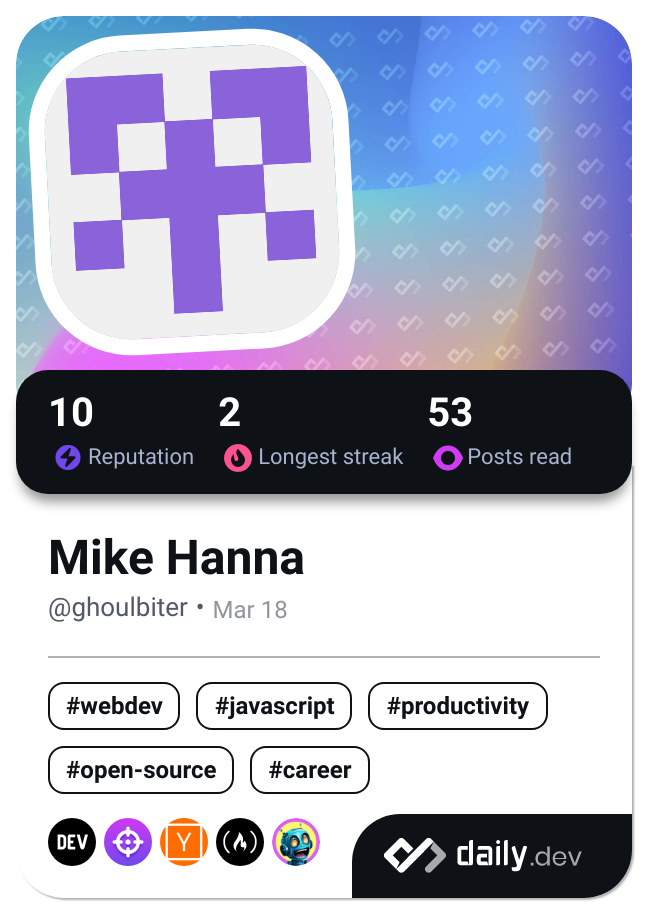 10 2 53
Reputation Longest streak Posts read
Mike Hanna
@ghoulbiter • Mar 18
#webdev #javascript #productivity
#open-source #career
DEV Y
daily.dev